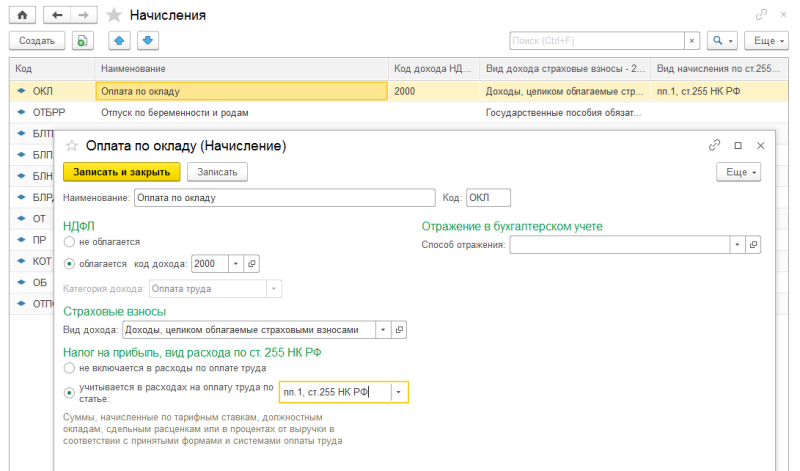 Начисления
Создать
Поиск (Ctrl+F)
×
Еще
Код Наименование Код дохода НД... Вид дохода страховые взносы - 2... Вид начисления по ст.255...
ОКЛ Оплата по окладу 2000 Доходы, целиком облагаемые стр... пп.1, ст.255 НК РФ
ОТБРР Отпуск по беременности и родам Государственные пособия обязат...
БЛП
БЛН
ОТ
ПР
КОТ
ОБ
Оплата по окладу (Начисление)
Записать и закрыть Записать Еще
Наименование: Оплата по окладу Код: ОКЛ
НДФЛ Отражение в бухгалтерском учете
не облагается Способ отражения:
облагается код дохода: 2000
Категория дохода: Оплата труда
Страховые взносы
Вид дохода: Доходы, целиком облагаемые страховыми взносами
Налог на прибыль, вид расхода по ст. 255 НК РФ
не включается в расходы по оплате труда
учитывается в расходах на оплату труда по
статье: пп.1, ст.255 НК РФ
Суммы, начисленные по тарифным ставкам, должностным
окладам, сдельным расценкам или в процентах от выручки в
соответствии с принятыми формами и системами оплаты труда